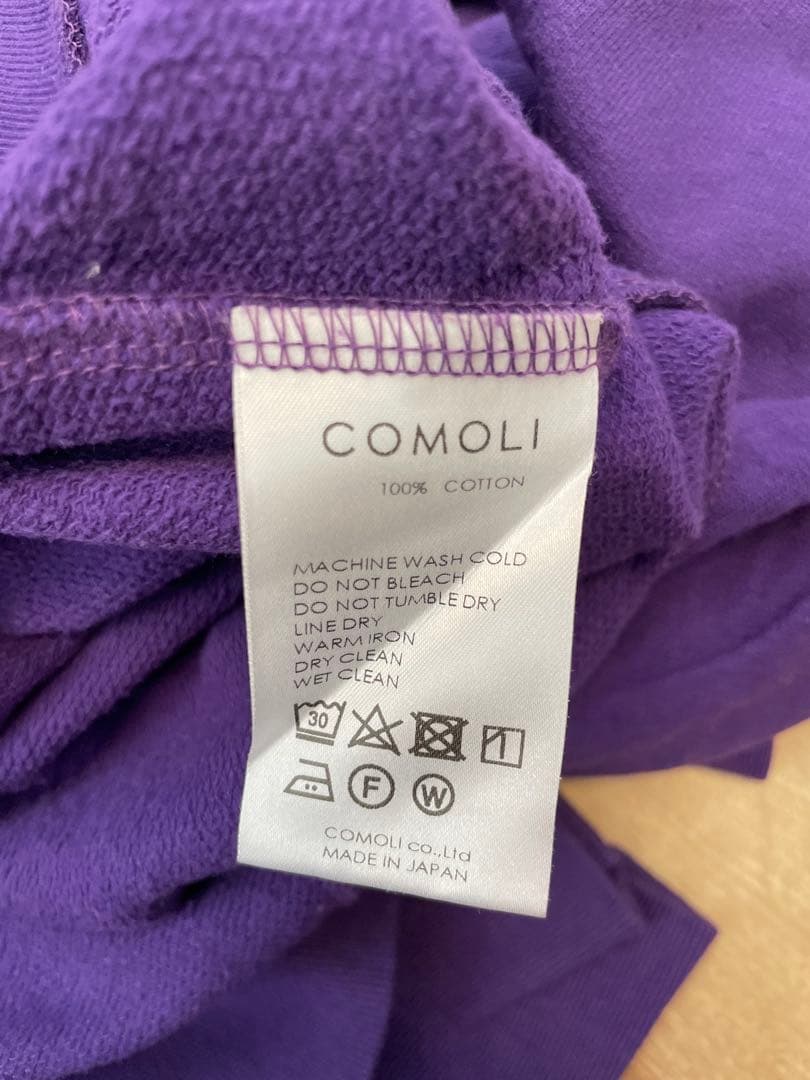 COMOLI
100% COTTON
MACHINE WASH COLD
DO NOT BLEACH
DO NOT TUMBLE DRY
LINE DRY
WARM IRON
DRY CLEAN
WET CLEAN
30
F W
COMOLI co.,Ltd
MADE IN JAPAN